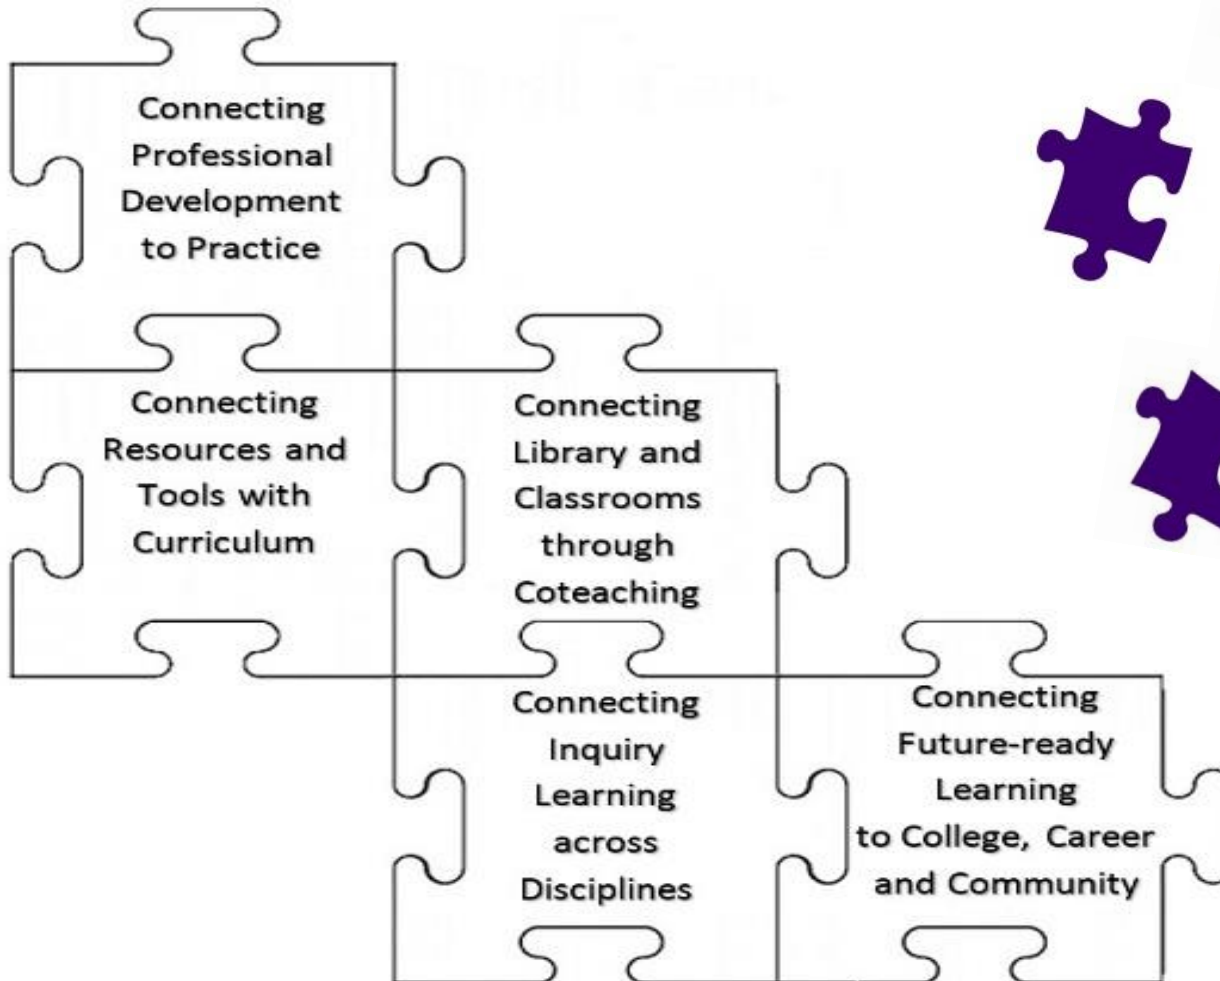 Connecting
Professional
Development
to Practice
Connecting
Resources and
Tools with
Curriculum
Connecting
Library and
Classrooms
through
Coteaching
Connecting
Inquiry
Learning
across
Disciplines
Connecting
Future-ready
Learning
to College, Career
and Community